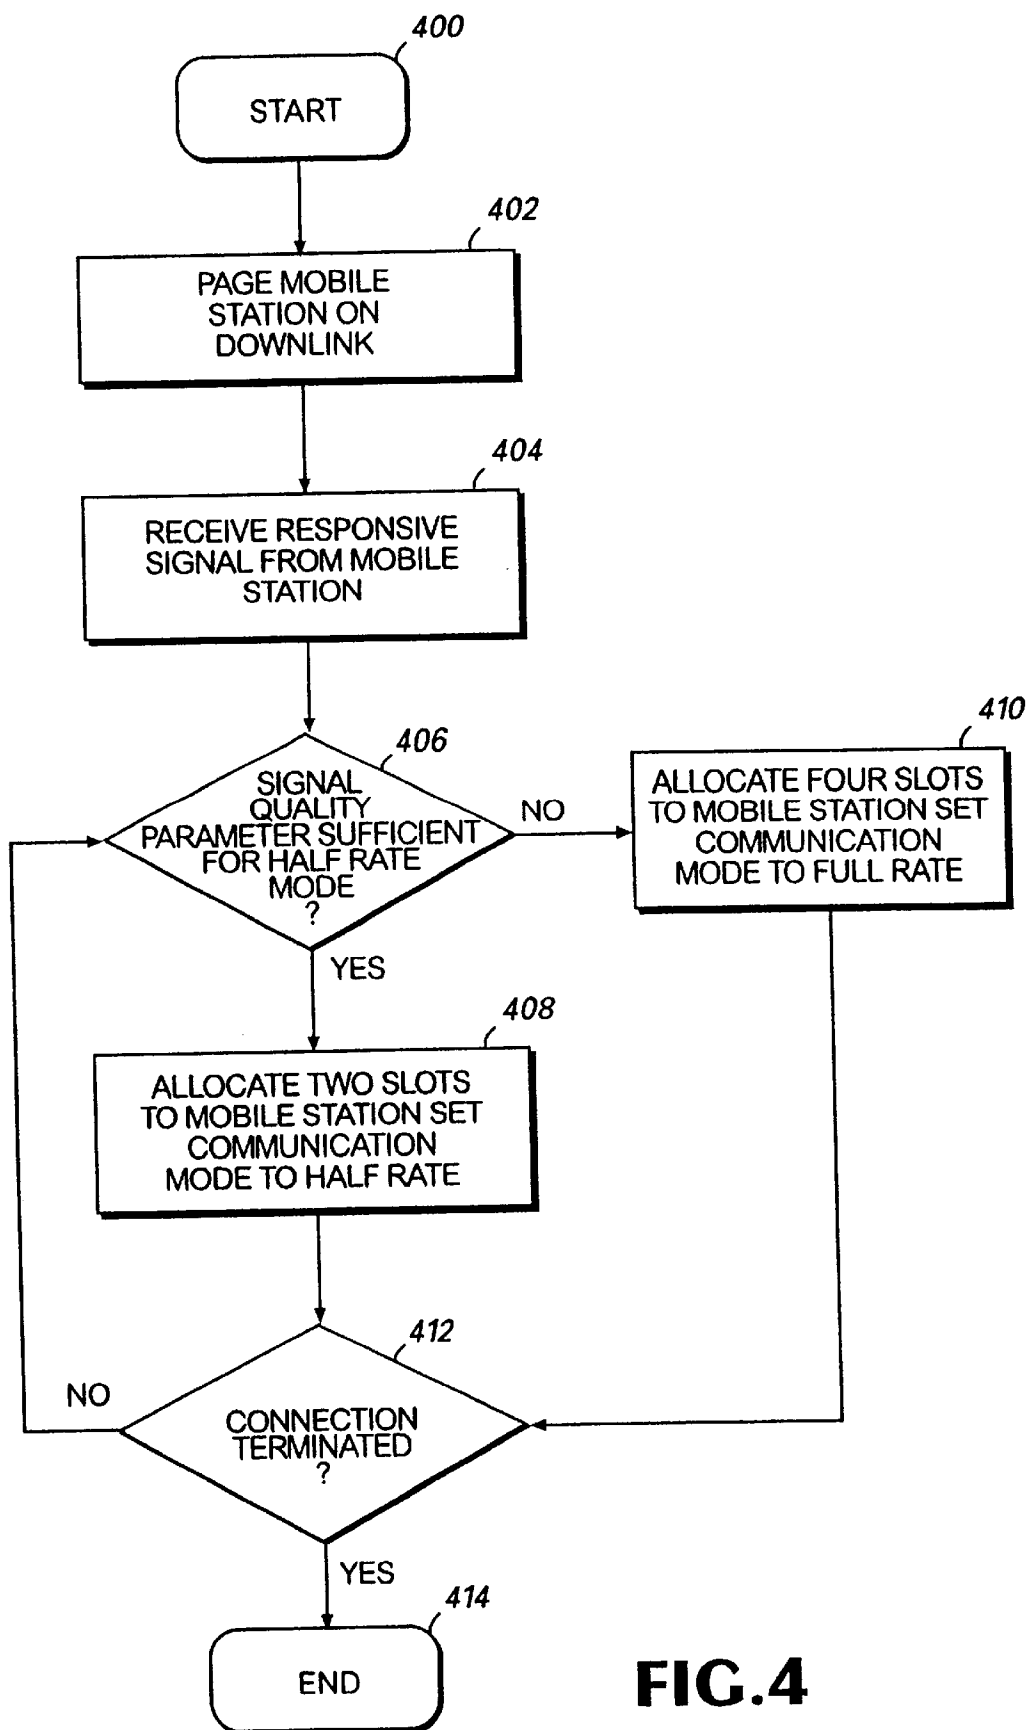 400
START
402
PAGE MOBILE
STATION ON
DOWNLINK
404
RECEIVE RESPONSIVE
SIGNAL FROM MOBILE
STATION
406
SIGNAL
QUALITY
PARAMETER SUFFICIENT
FOR HALF RATE
MODE
?
NO
410
ALLOCATE FOUR SLOTS
TO MOBILE STATION SET
COMMUNICATION
MODE TO FULL RATE
YES
408
ALLOCATE TWO SLOTS
TO MOBILE STATION SET
COMMUNICATION
MODE TO HALF RATE
412
NO
CONNECTION
TERMINATED
?
YES
414
END
FIG.4